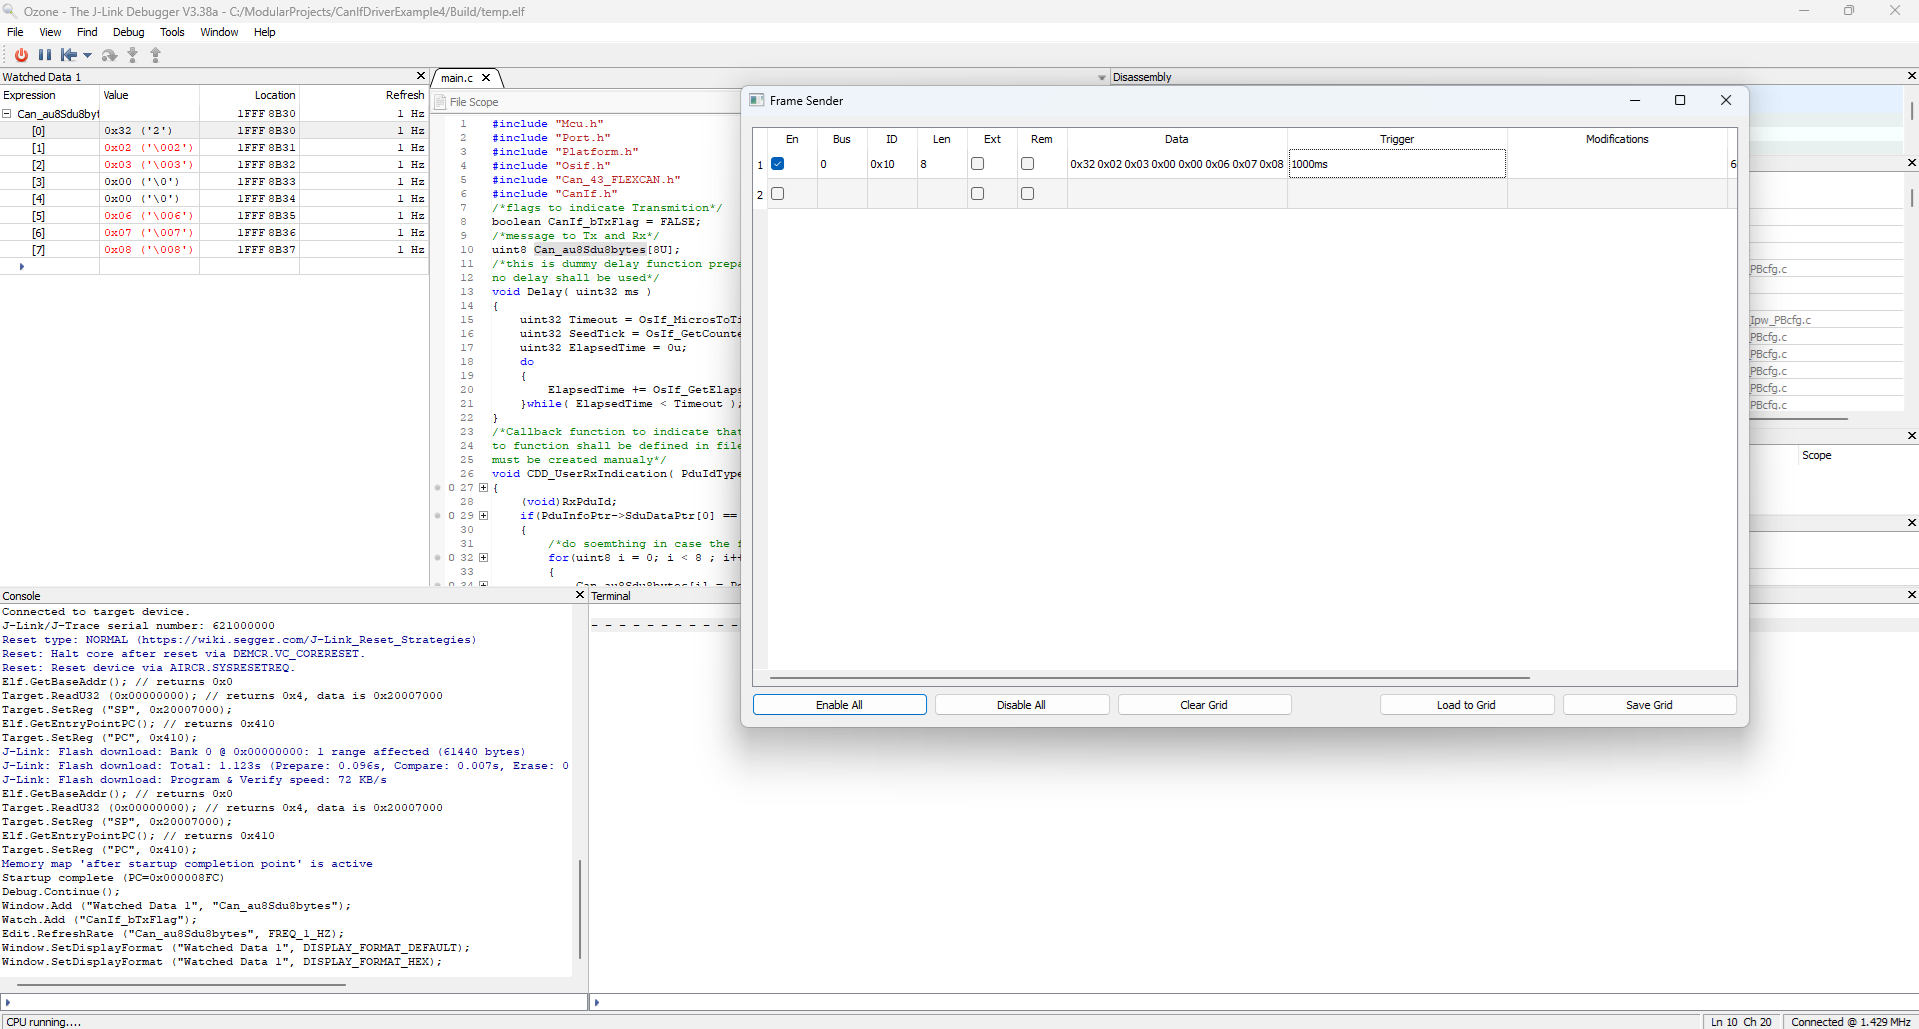 Ozone - The J-Link Debugger V3.38a - C:/ModularProjects/CanIfDriverExample4/Build/temp.elf
File View Find Debug Tools Window Help
Watched Data 1
Expression Value Location Refresh
Can_au8Sdu8byt 1FFF 8B30 1 Hz
[0] 0x32 ('2') 1FFF 8B30 1 Hz
[1] 0x02 ('\002') 1FFF 8B31 1 Hz
[2] 0x03 ('\003') 1FFF 8B32 1 Hz
[3] 0x00 ('\0') 1FFF 8B33 1 Hz
[4] 0x00 ('\0') 1FFF 8B34 1 Hz
[5] 0x06 ('\006') 1FFF 8B35 1 Hz
[6] 0x07 ('\007') 1FFF 8B36 1 Hz
[7] 0x08 ('\008') 1FFF 8B37 1 Hz
main.c
File Scope
1 #include "Mcu.h"
2 #include "Port.h"
3 #include "Platform.h"
4 #include "Osif.h"
5 #include "Can_43_FLEXCAN.h"
6 #include "CanIf.h"
7 /*flags to indicate Transmition*/
8 boolean CanIf_bTxFlag = FALSE;
9 /*message to Tx and Rx*/
10 uint8 Can_au8Sdu8bytes[8U];
11 /*this is dummy delay function prepa
12 no delay shall be used*/
13 void Delay( uint32 ms )
14 {
15 uint32 Timeout = OsIf_MicrosToTi
16 uint32 SeedTick = OsIf_GetCounte
17 uint32 ElapsedTime = 0u;
18 do
19 {
20 ElapsedTime += OsIf_GetElaps
21 }while( ElapsedTime < Timeout );
22 }
23 /*Callback function to indicate that
24 to function shall be defined in file
25 must be created manualy*/
26 void CDD_UserRxIndication( PduIdType
27 {
28 (void)RxPduId;
29 if(PduInfoPtr->SduDataPtr[0] ==
30 {
31 /*do soemthing in case the f
32 for(uint8 i = 0; i < 8 ; i++
33 {
34 Can_au8Sdu8bytes[i] = P
Disassembly
Frame Sender
En Bus ID Len Ext Rem Data Trigger Modifications
1 0 0x10 8 0x32 0x02 0x03 0x00 0x00 0x06 0x07 0x08 1000ms 6
2
Enable All Disable All Clear Grid Load to Grid Save Grid
PBcfg.c
Ipw_PBcfg.c
PBcfg.c
PBcfg.c
PBcfg.c
PBcfg.c
PBcfg.c
Scope
Console
Connected to target device.
J-Link/J-Trace serial number: 621000000
Reset type: NORMAL (https://wiki.segger.com/J-Link_Reset_Strategies)
Reset: Halt core after reset via DEMCR.VC_CORERESET.
Reset: Reset device via AIRCR.SYSRESETREQ.
Elf.GetBaseAddr(); // returns 0x0
Target.ReadU32 (0x00000000); // returns 0x4, data is 0x20007000
Target.SetReg ("SP", 0x20007000);
Elf.GetEntryPointPC(); // returns 0x410
Target.SetReg ("PC", 0x410);
J-Link: Flash download: Bank 0 @ 0x00000000: 1 range affected (61440 bytes)
J-Link: Flash download: Total: 1.123s (Prepare: 0.096s, Compare: 0.007s, Erase: 0
J-Link: Flash download: Program & Verify speed: 72 KB/s
Elf.GetBaseAddr(); // returns 0x0
Target.ReadU32 (0x00000000); // returns 0x4, data is 0x20007000
Target.SetReg ("SP", 0x20007000);
Elf.GetEntryPointPC(); // returns 0x410
Target.SetReg ("PC", 0x410);
Memory map 'after startup completion point' is active
Startup complete (PC=0x000008FC)
Debug.Continue();
Window.Add ("Watched Data 1", "Can_au8Sdu8bytes");
Watch.Add ("CanIf_bTxFlag");
Edit.RefreshRate ("Can_au8Sdu8bytes", FREQ_1_HZ);
Window.SetDisplayFormat ("Watched Data 1", DISPLAY_FORMAT_DEFAULT);
Window.SetDisplayFormat ("Watched Data 1", DISPLAY_FORMAT_HEX);
Terminal
- - - - - - - - - - -
CPU running....
Ln 10 Ch 20 Connected @ 1.429 MHz